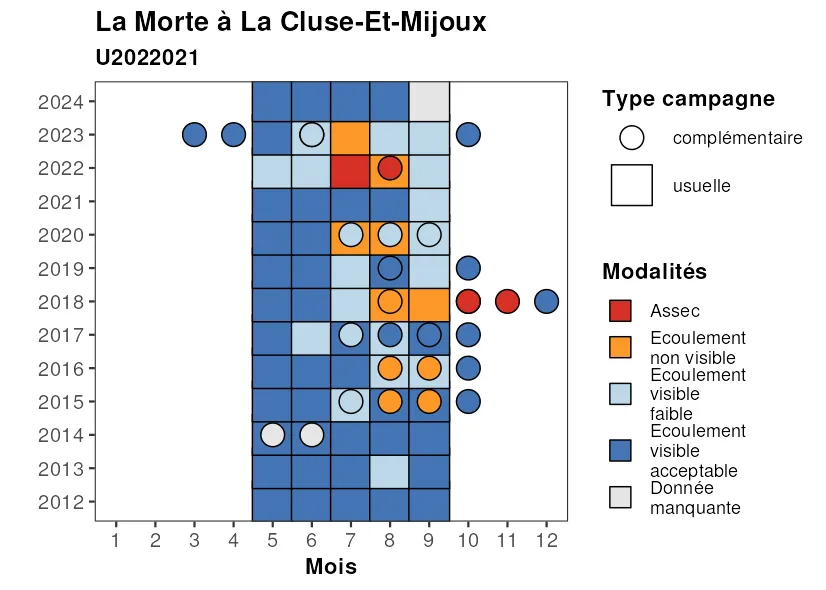 La Morte à La Cluse-Et-Mijoux
U2022021
2024
2023
2022
2021
2020
2019
2018
2017
2016
2015
2014
2013
2012
1 2 3 4 5 6 7 8 9 10 11 12
Mois
Type campagne
complémentaire
usuelle
Modalités
Assec
Ecoulement
non visible
Ecoulement
visible
faible
Ecoulement
visible
acceptable
Donnée
manquante